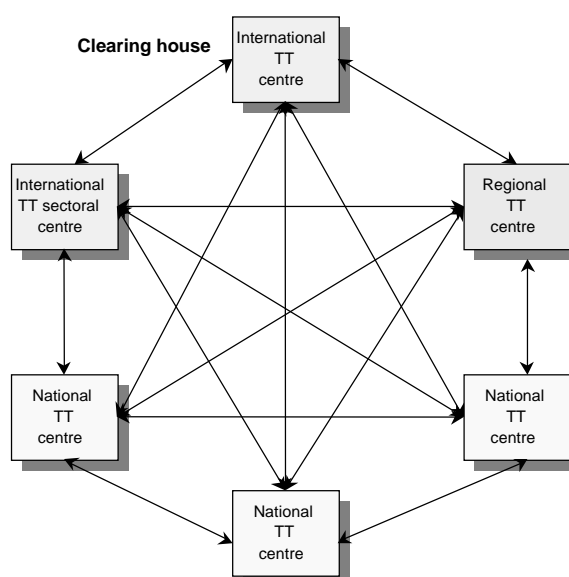 Clearing house
International
TT
centre
International
TT sectoral
centre
Regional
TT
centre
National
TT
centre
National
TT
centre
National
TT
centre